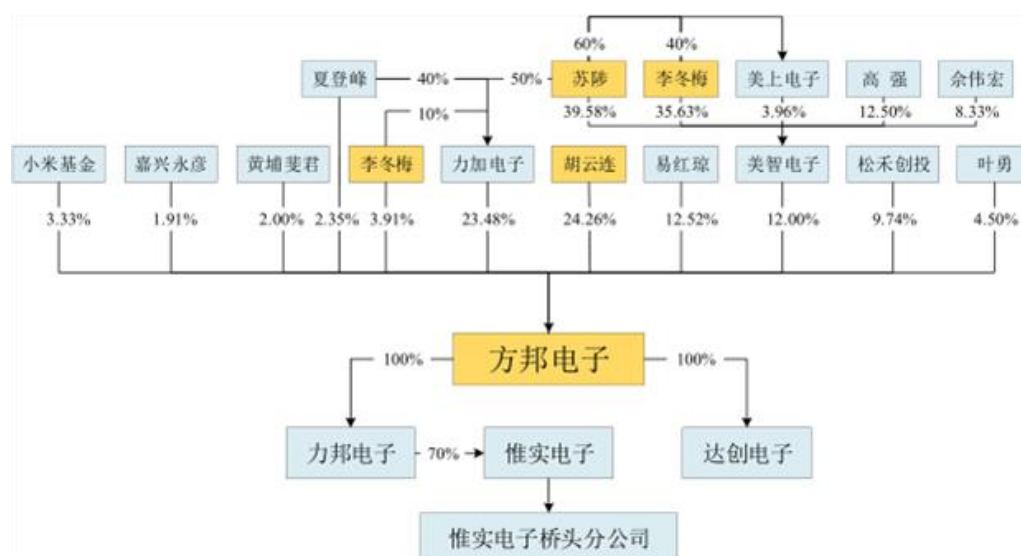 60% 40%
夏登峰 40% 50% 苏陟 李冬梅 美上电子 高 强 佘伟宏
10% 39.58% 35.63% 3.96% 12.50% 8.33%
小米基金 嘉兴永彦 黄埔斐君 李冬梅 力加电子 胡云连 易红琼 美智电子 松禾创投 叶勇
3.33% 1.91% 2.00% 2.35% 3.91% 23.48% 24.26% 12.52% 12.00% 9.74% 4.50%
方邦电子
100% 100%
力邦电子 70% 惟实电子 达创电子
惟实电子桥头分公司